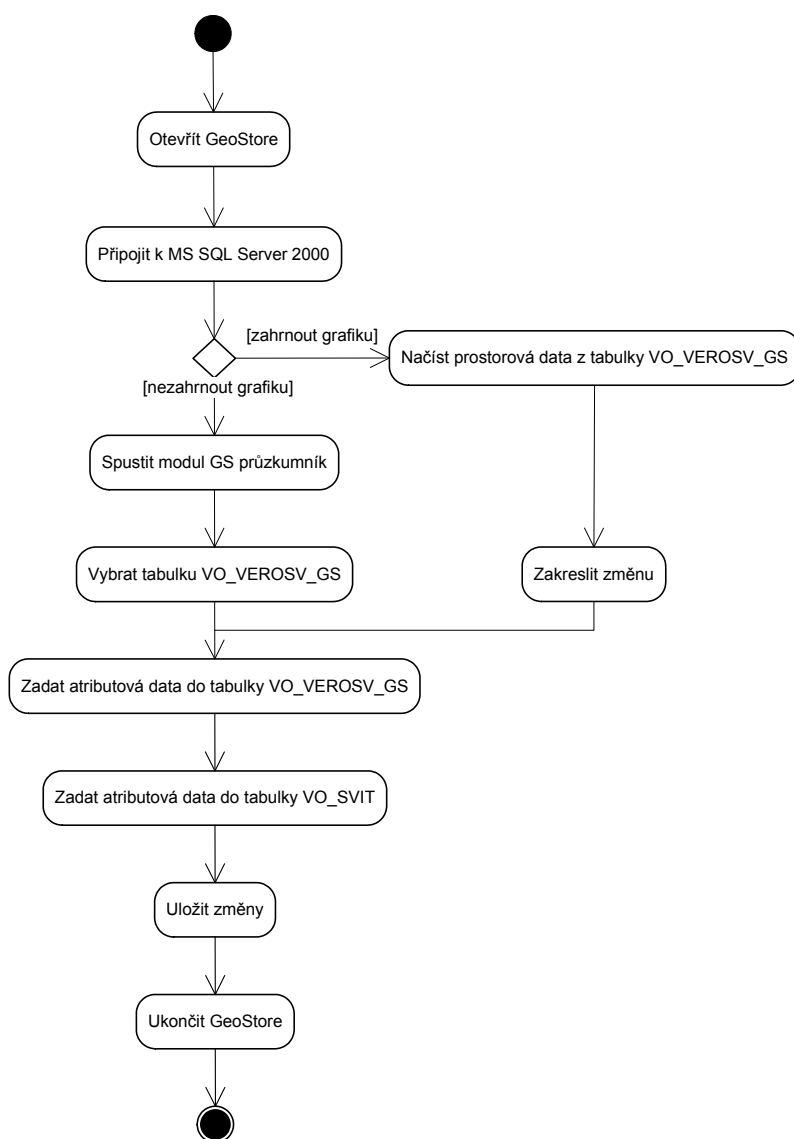 Otevřít GeoStore
Připojit k MS SQL Server 2000
[zahrnout grafiku]
Načíst prostorová data z tabulky VO_VEROSV_GS
[nezahrnout grafiku]
Spustit modul GS průzkumník
Vybrat tabulku VO_VEROSV_GS
Zakreslit změnu
Zadat atributová data do tabulky VO_VEROSV_GS
Zadat atributová data do tabulky VO_SVIT
Uložit změny
Ukončit GeoStore